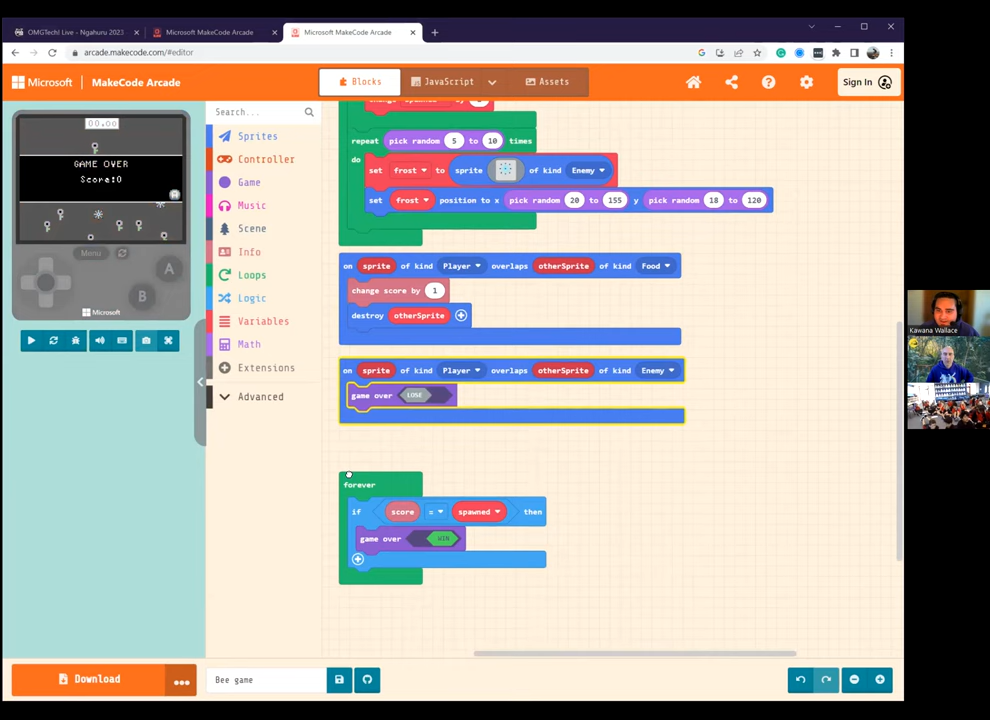 OMGTech! Live - Ngahuru 2023
Microsoft MakeCode Arcade
Microsoft MakeCode Arcade
arcade.makecode.com/#editor
Microsoft MakeCode Arcade
Blocks JavaScript Assets
Sign In
Search...
Sprites
Controller
Game
Music
Scene
Info
Loops
Logic
Variables
Math
Extensions
Advanced
00.00
GAME OVER
Score:0
Menu
A
B
Microsoft
change spawned by
repeat pick random 5 to 10 times
do
set frost to sprite of kind Enemy
set frost position to x pick random 20 to 155 y pick random 18 to 120
on sprite of kind Player overlaps otherSprite of kind Food
change score by 1
destroy otherSprite
on sprite of kind Player overlaps otherSprite of kind Enemy
game over LOSE
forever
if score = spawned then
game over WIN
Download
Bee game
Kawana Wallace